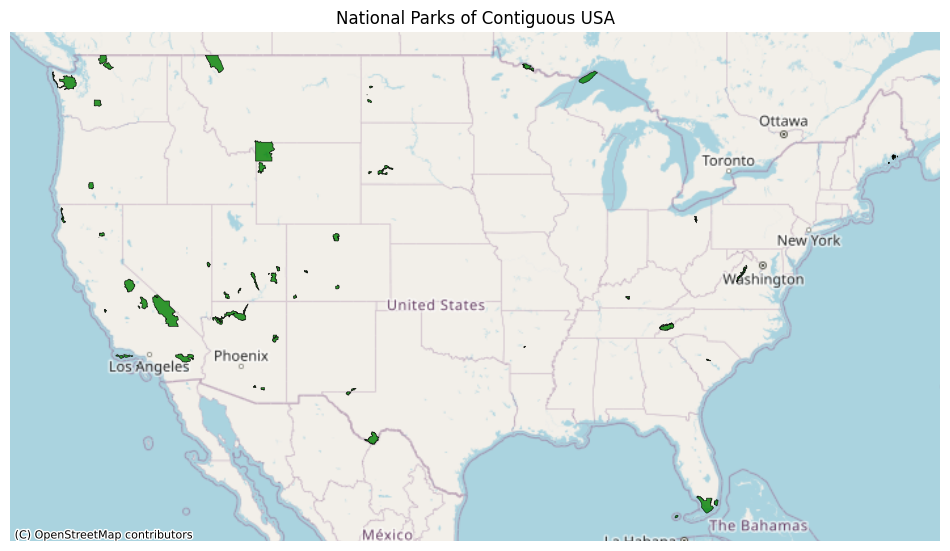 National Parks of Contiguous USA
Ottawa
Toronto
New York
Washington
United States
Phoenix
Los Angeles
The Bahamas
México
La Habana
(C) OpenStreetMap contributors